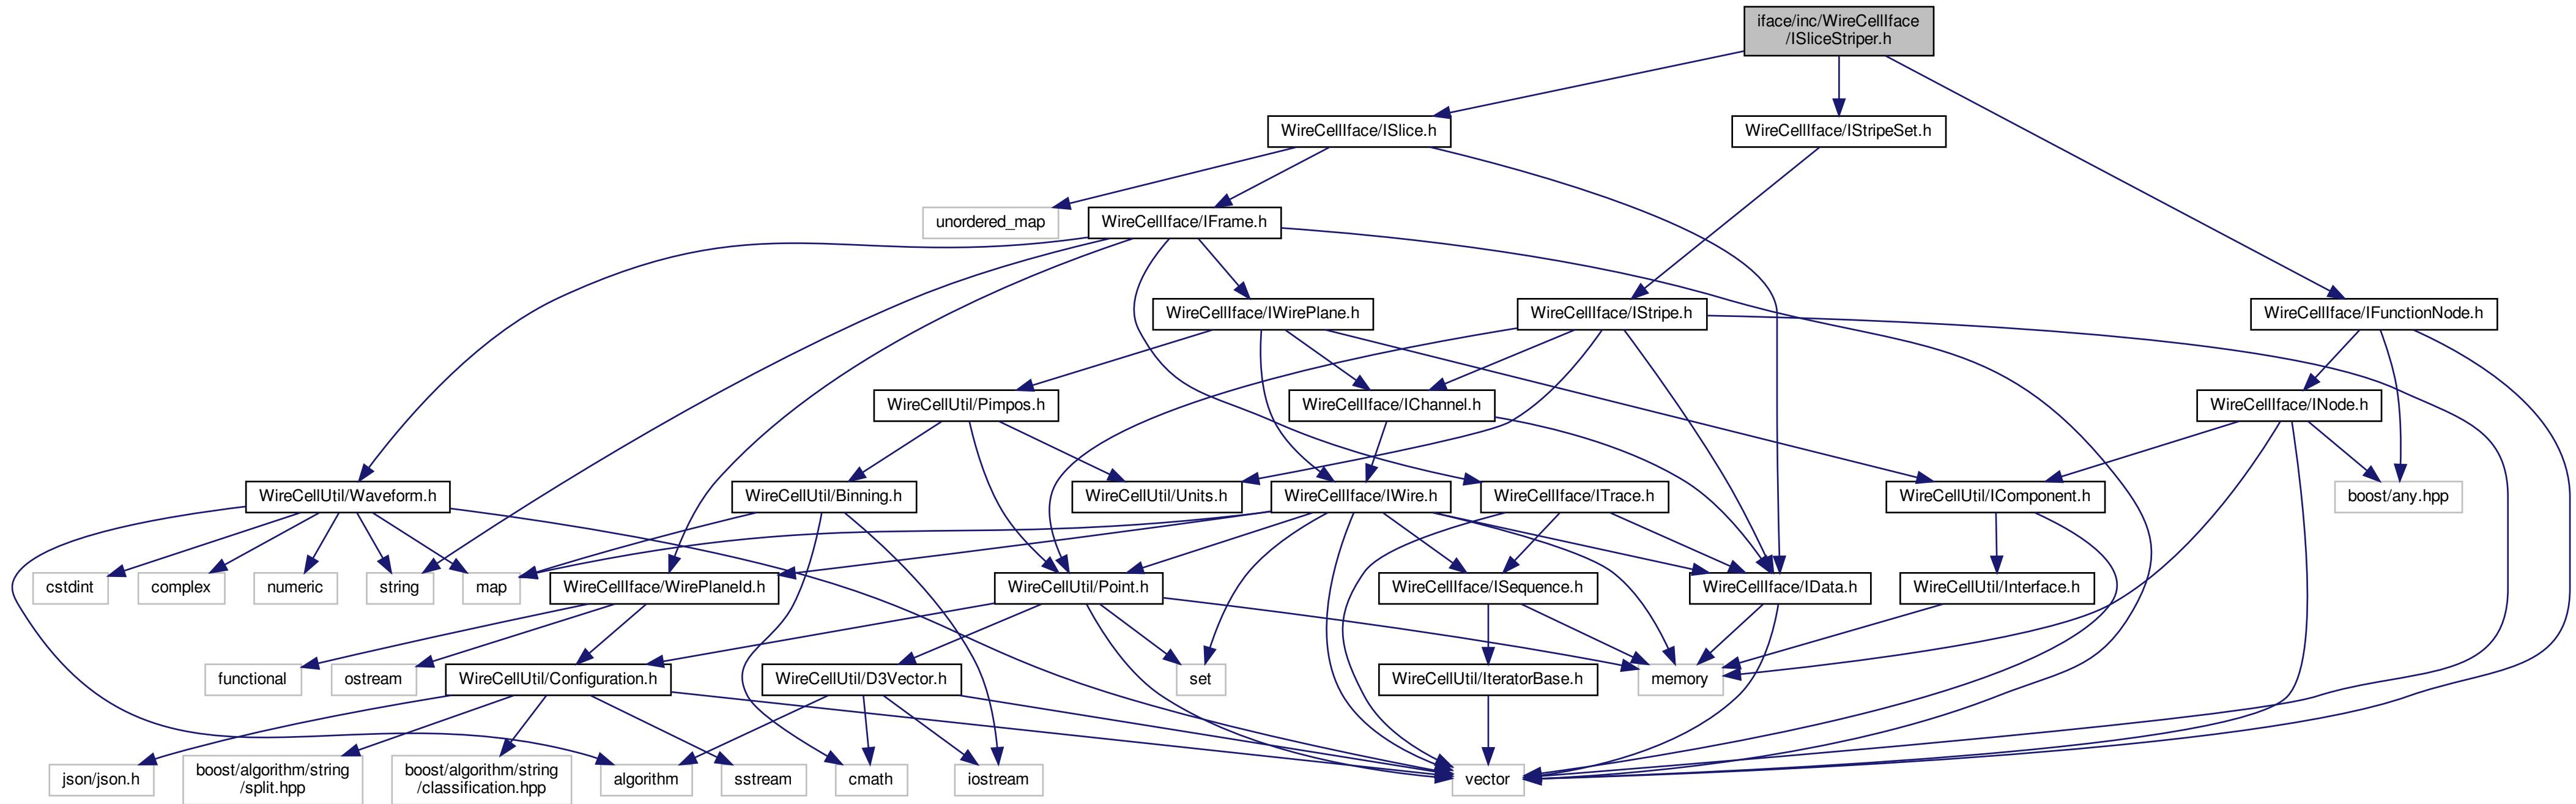 iface/inc/WireCellIface
/ISliceStriper.h
WireCellIface/ISlice.h
WireCellIface/IStripeSet.h
unordered_map
WireCellIface/IFrame.h
WireCellIface/IWirePlane.h
WireCellIface/IStripe.h
WireCellIface/IFunctionNode.h
WireCellUtil/Pimpos.h
WireCellIface/IChannel.h
WireCellIface/INode.h
WireCellUtil/Waveform.h
WireCellUtil/Binning.h
WireCellUtil/Units.h
WireCellIface/IWire.h
WireCellIface/ITrace.h
WireCellUtil/IComponent.h
boost/any.hpp
cstdint
complex
numeric
string
map
WireCellIface/WirePlaneId.h
WireCellUtil/Point.h
WireCellIface/ISequence.h
WireCellIface/IData.h
WireCellUtil/Interface.h
functional
ostream
WireCellUtil/Configuration.h
WireCellUtil/D3Vector.h
set
WireCellUtil/IteratorBase.h
memory
json/json.h
boost/algorithm/string
/split.hpp
boost/algorithm/string
/classification.hpp
algorithm
sstream
cmath
iostream
vector